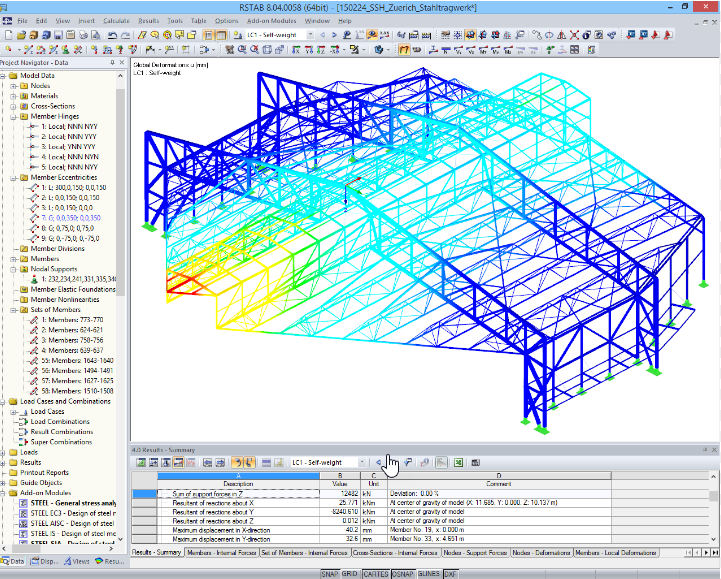 RSTAB 8.04.0058 (64bit) - [150224_SSH_Zuerich_Stahltragwerk*]
File Edit View Insert Calculate Results Tools Table Options Add-on Modules Window Help
LC1 - Self-weight
Project Navigator - Data
Model Data
Nodes
Materials
Cross-Sections
Member Hinges
1: Local; NNN NYY
2: Local; NNN YYY
3: Local; YNN YYY
4: Local; NNN NYN
5: Local; NNN NYY
Member Eccentricities
1: L; 300,0,150; 0,0,150
2: L; 0,0,150; 0,0,150
3: L; 0,0,150; 0,0,0
7: G; 0,0,350; 0,0,350
8: G; 0,75,0; 0,75,0
9: G; 0,-75,0; 0,-75,0
Member Divisions
Members
Nodal Supports
1: 232,234,241,331,335,34
Member Elastic Foundations
Member Nonlinearities
Sets of Members
1: Members: 773-770
2: Members: 624-621
3: Members: 758-756
4: Members: 639-637
55: Members: 1643-1640
56: Members: 1494-1491
57: Members: 1627-1625
58: Members: 1510-1508
Load Cases and Combinations
Load Cases
Load Combinations
Result Combinations
Super Combinations
Loads
Results
Printout Reports
Guide Objects
Add-on Modules
STEEL - General stress analy
STEEL EC3 - Design of steel m
STEEL AISC - Design of steel
STEEL IS - Design of steel me
Data Disp... Views Resu...
Global Deformations u [mm]
LC1 : Self-weight
4.0 Results - Summary
LC1 - Self-weight
A B C D
Description Value Unit Comment
Sum of support forces in Z 12482 kN Deviation: 0.00 %
Resultant of reactions about X 25.771 kNm At center of gravity of model (X: 11.685, Y: 0.000, Z: 10.137 m)
Resultant of reactions about Y -8240.610 kNm At center of gravity of model
Resultant of reactions about Z 0.012 kNm At center of gravity of model
Maximum displacement in X-direction 40.2 mm Member No. 19, x: 0.000 m
Maximum displacement in Y-direction 32.6 mm Member No. 33, x: 4.651 m
Results - Summary Members - Internal Forces Set of Members - Internal Forces Cross-Sections - Internal Forces Nodes - Support Forces Nodes - Deformations Members - Local Deformations
SNAP GRID CARTES OSNAP GLINES DXF